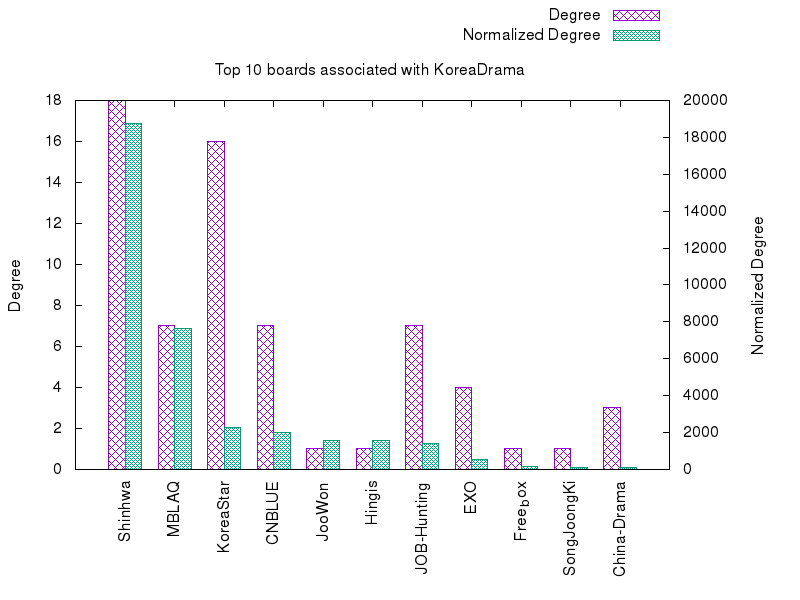 Degree
Normalized Degree
Top 10 boards associated with KoreaDrama
18
16
14
12
10
8
6
4
2
0
20000
18000
16000
14000
12000
10000
8000
6000
4000
2000
0
Degree
Normalized Degree
Shinhwa
MBLAQ
KoreaStar
CNBLUE
JooWon
Hingis
JOB-Hunting
EXO
Freebox
SongJoongKi
China-Drama